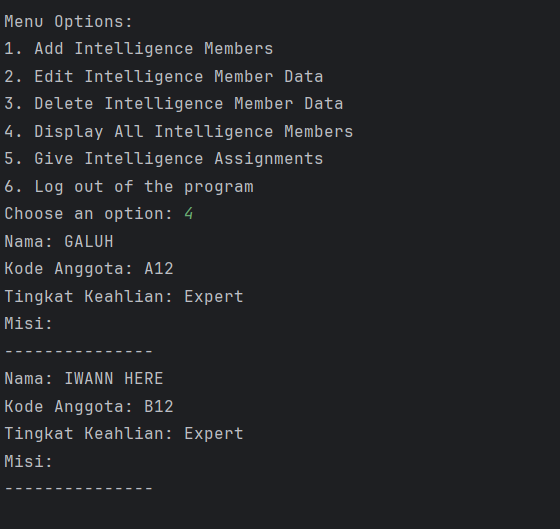 Menu Options:
1. Add Intelligence Members
2. Edit Intelligence Member Data
3. Delete Intelligence Member Data
4. Display All Intelligence Members
5. Give Intelligence Assignments
6. Log out of the program
Choose an option: 4
Nama: GALUH
Kode Anggota: A12
Tingkat Keahlian: Expert
Misi:
---------------
Nama: IWANN HERE
Kode Anggota: B12
Tingkat Keahlian: Expert
Misi:
---------------